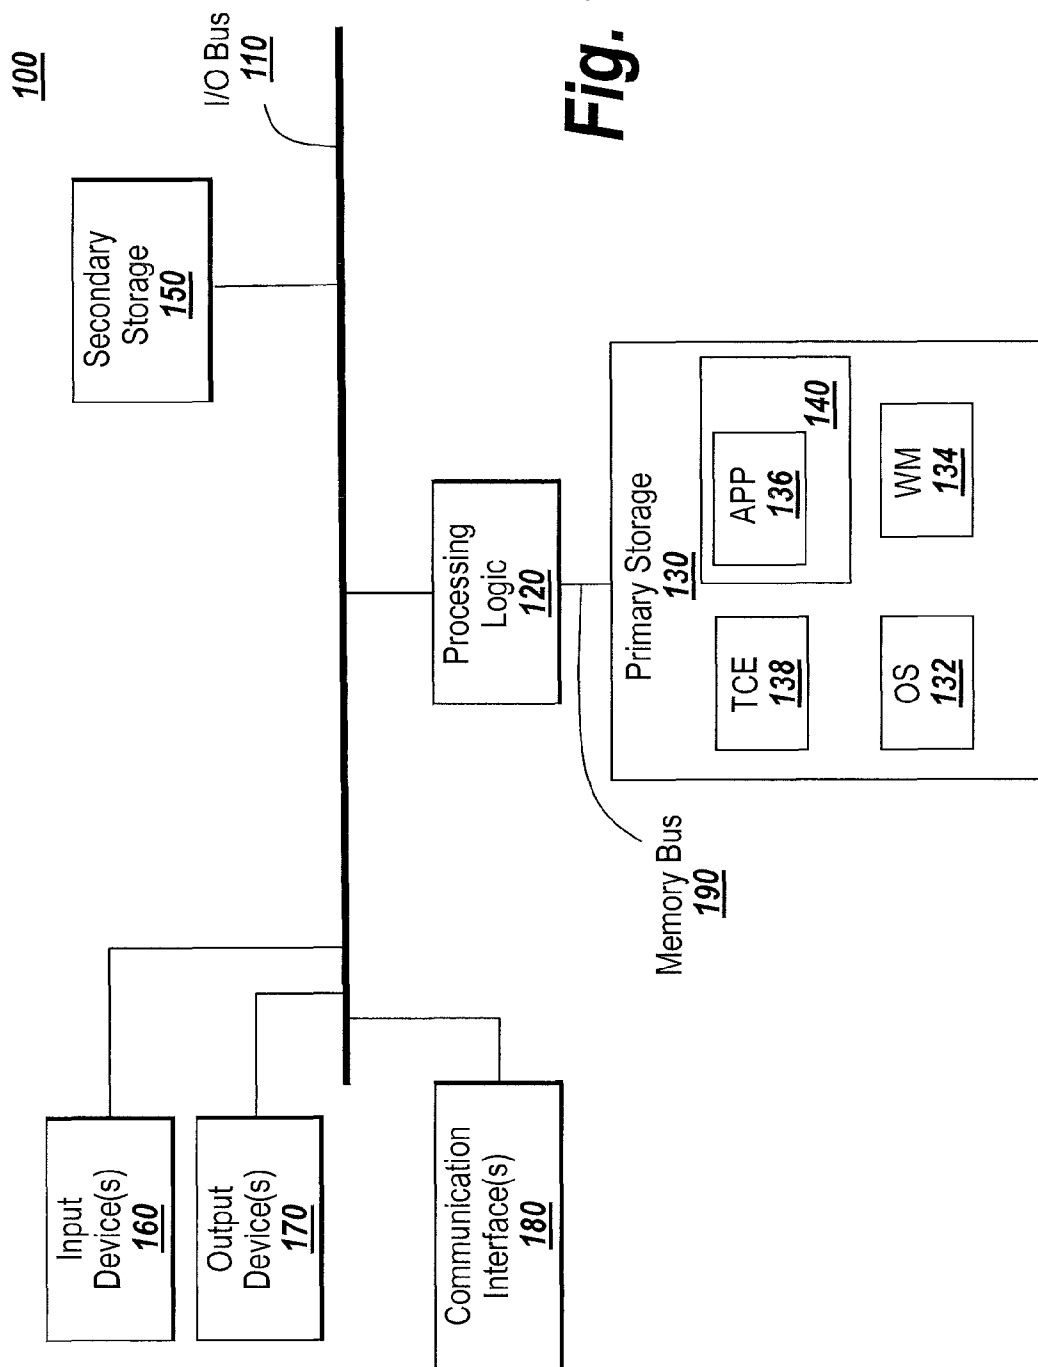 100
Input
Device(s)
160
Output
Device(s)
170
Secondary
Storage
150
I/O Bus
110
Communication
Interface(s)
180
Processing
Logic
120
Memory Bus
190
Primary Storage
130
TCE
138
APP
136
140
OS
132
WM
134
Fig.